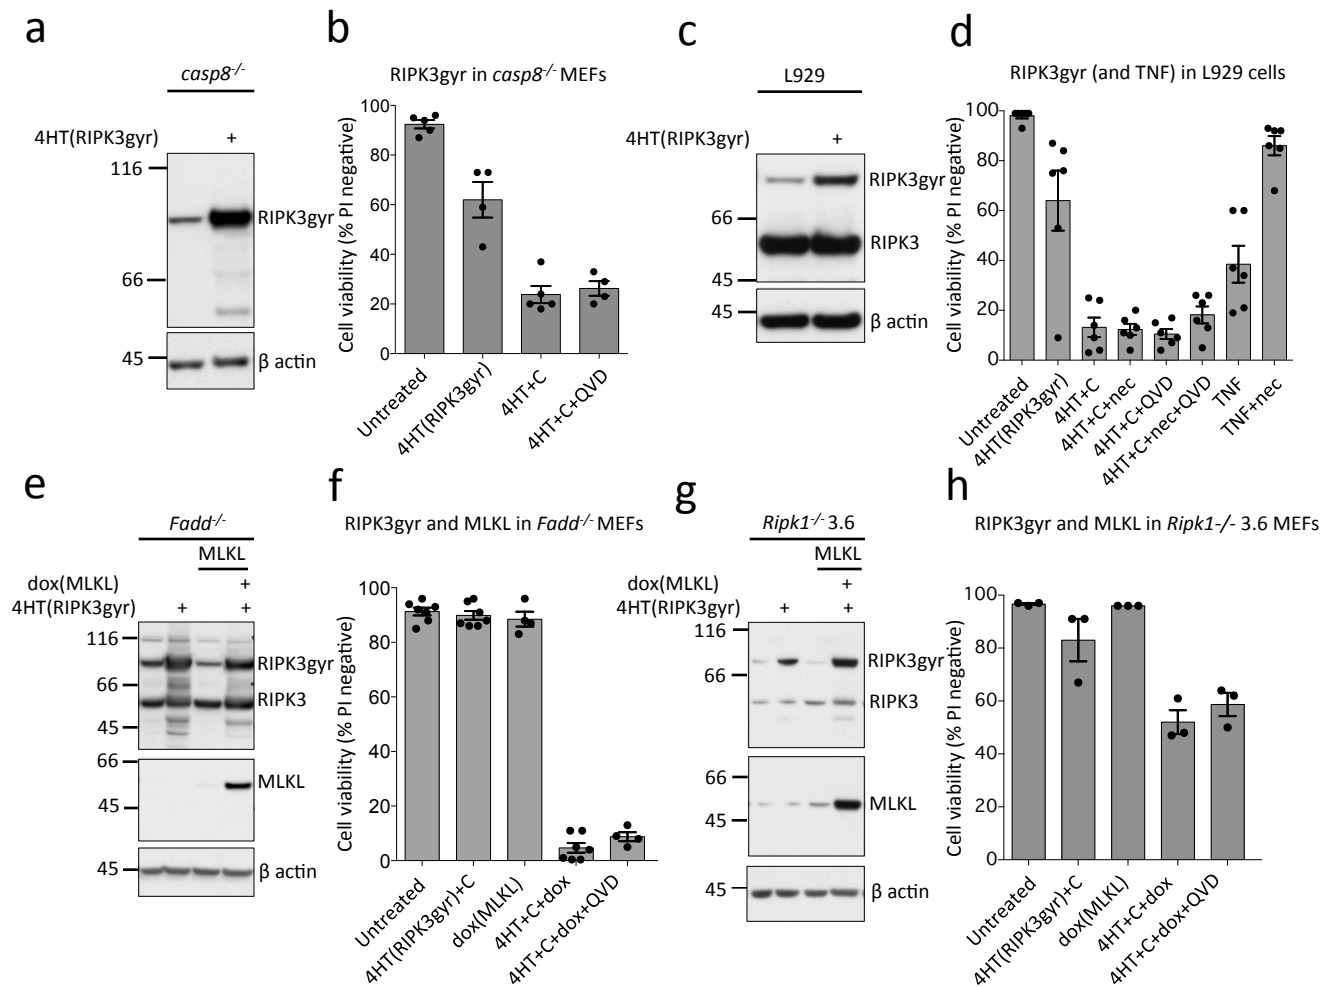 a
casp8-/-
4HT(RIPK3gyr) +
116
RIPK3gyr
66
45
β actin
b
RIPK3gyr in casp8-/- MEFs
Cell viability (% PI negative)
100
80
60
40
20
0
Untreated
4HT(RIPK3gyr)
4HT+C
4HT+C+QVD
c
L929
4HT(RIPK3gyr) +
RIPK3gyr
66
RIPK3
45
45
β actin
d
RIPK3gyr (and TNF) in L929 cells
Cell viability (% PI negative)
100
80
60
40
20
0
Untreated
4HT(RIPK3gyr)
4HT+C
4HT+C+nec
4HT+C+QVD
4HT+C+nec+QVD
TNF
TNF+nec
e
Fadd-/-
MLKL
dox(MLKL) +
4HT(RIPK3gyr) + +
116
RIPK3gyr
66
RIPK3
45
66
MLKL
45
45
β actin
f
RIPK3gyr and MLKL in Fadd-/- MEFs
Cell viability (% PI negative)
100
80
60
40
20
0
Untreated
4HT(RIPK3gyr)+C
dox(MLKL)
4HT+C+dox
4HT+C+dox+QVD
g
Ripk1-/- 3.6
MLKL
dox(MLKL) +
4HT(RIPK3gyr) + +
116
RIPK3gyr
66
RIPK3
66
MLKL
45
45
β actin
h
RIPK3gyr and MLKL in Ripk1-/- 3.6 MEFs
Cell viability (% PI negative)
100
80
60
40
20
0
Untreated
4HT(RIPK3gyr)+C
dox(MLKL)
4HT+C+dox
4HT+C+dox+QVD